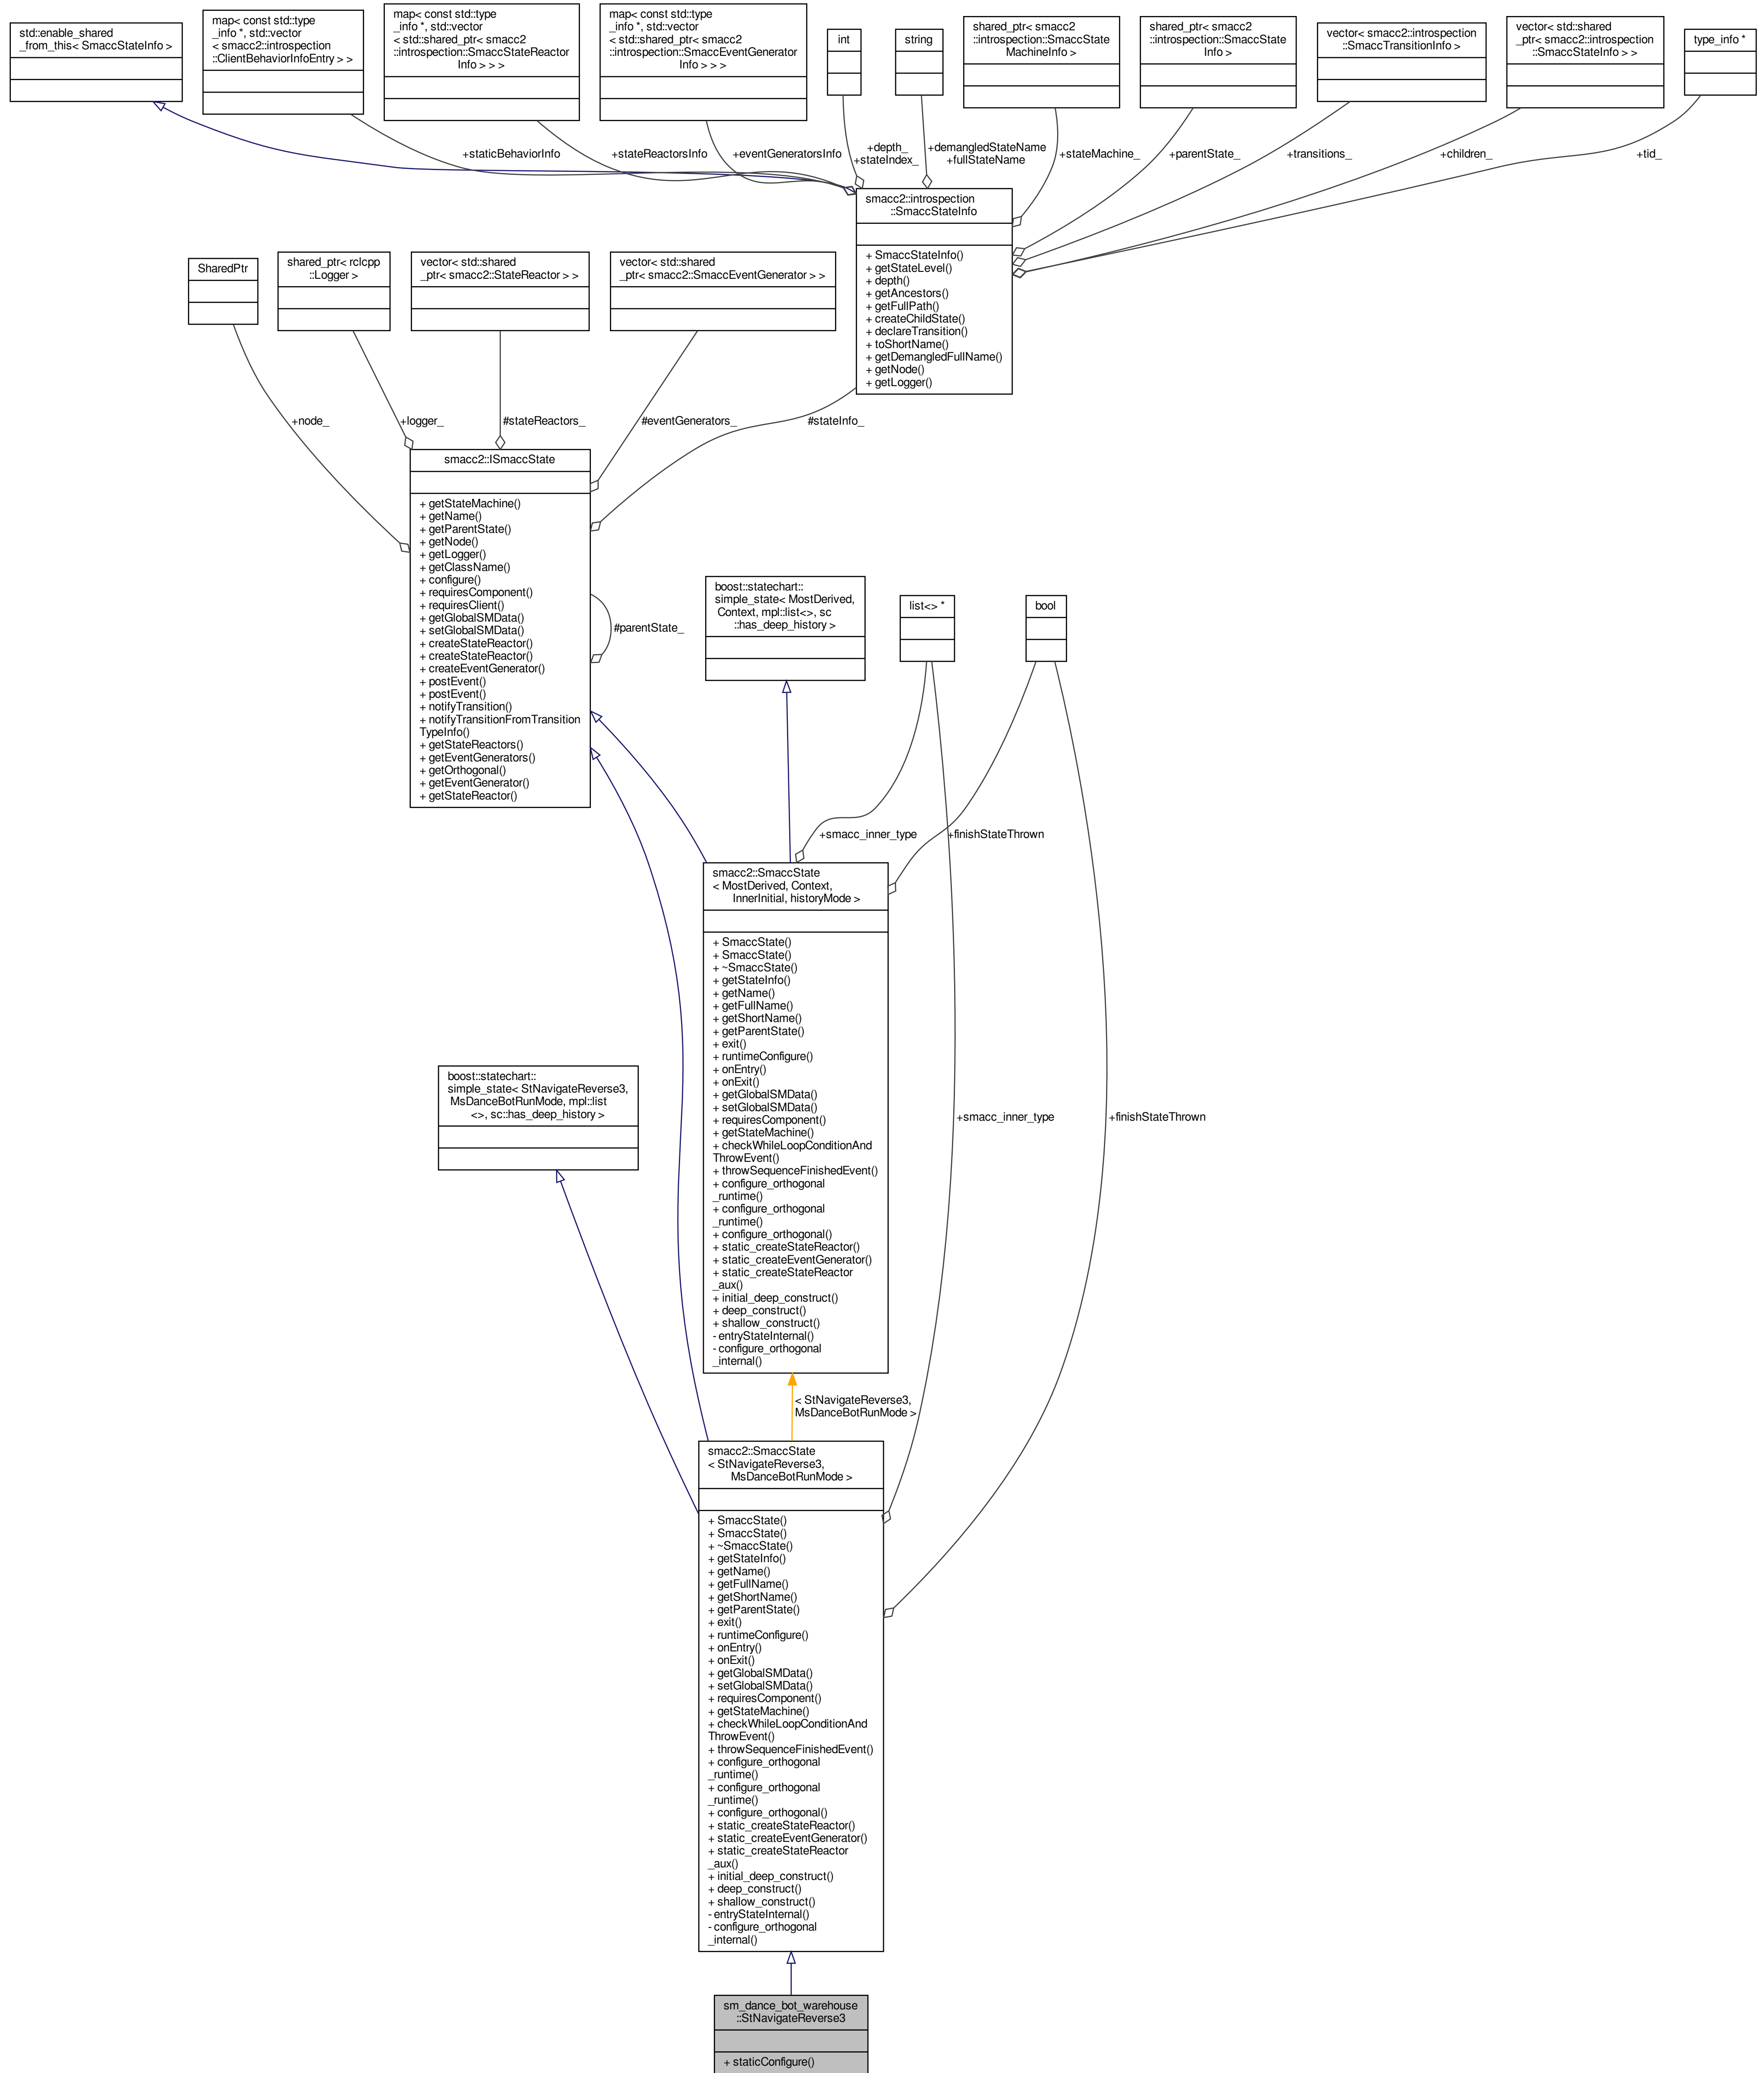 std::enable_shared
_from_this< SmaccStateInfo >
map< const std::type
_info *, std::vector
< smacc2::introspection
::ClientBehaviorInfoEntry > >
map< const std::type
_info *, std::vector
< std::shared_ptr< smacc2
::introspection::SmaccStateReactor
Info > > >
map< const std::type
_info *, std::vector
< std::shared_ptr< smacc2
::introspection::SmaccEventGenerator
Info > > >
int
string
shared_ptr< smacc2
::introspection::SmaccState
MachineInfo >
shared_ptr< smacc2
::introspection::SmaccState
Info >
vector< smacc2::introspection
::SmaccTransitionInfo >
vector< std::shared
_ptr< smacc2::introspection
::SmaccStateInfo > >
type_info *
+staticBehaviorInfo
+stateReactorsInfo
+eventGeneratorsInfo
+depth_
+stateIndex_
+demangledStateName
+fullStateName
+stateMachine_
+parentState_
+transitions_
+children_
+tid_
smacc2::introspection
::SmaccStateInfo
+ SmaccStateInfo()
+ getStateLevel()
+ depth()
+ getAncestors()
+ getFullPath()
+ createChildState()
+ declareTransition()
+ toShortName()
+ getDemangledFullName()
+ getNode()
+ getLogger()
SharedPtr
shared_ptr< rclcpp
::Logger >
vector< std::shared
_ptr< smacc2::StateReactor > >
vector< std::shared
_ptr< smacc2::SmaccEventGenerator > >
+node_
+logger_
#stateReactors_
#eventGenerators_
#stateInfo_
smacc2::ISmaccState
+ getStateMachine()
+ getName()
+ getParentState()
+ getNode()
+ getLogger()
+ getClassName()
+ configure()
+ requiresComponent()
+ requiresClient()
+ getGlobalSMData()
+ setGlobalSMData()
+ createStateReactor()
+ createStateReactor()
+ createEventGenerator()
+ postEvent()
+ postEvent()
+ notifyTransition()
+ notifyTransitionFromTransition
TypeInfo()
+ getStateReactors()
+ getEventGenerators()
+ getOrthogonal()
+ getEventGenerator()
+ getStateReactor()
#parentState_
boost::statechart::
simple_state< MostDerived,
Context, mpl::list<>, sc
::has_deep_history >
list<> *
bool
+smacc_inner_type
+finishStateThrown
smacc2::SmaccState
< MostDerived, Context,
InnerInitial, historyMode >
+ SmaccState()
+ SmaccState()
+ ~SmaccState()
+ getStateInfo()
+ getName()
+ getFullName()
+ getShortName()
+ getParentState()
+ exit()
+ runtimeConfigure()
+ onEntry()
+ onExit()
+ getGlobalSMData()
+ setGlobalSMData()
+ requiresComponent()
+ getStateMachine()
+ checkWhileLoopConditionAnd
ThrowEvent()
+ throwSequenceFinishedEvent()
+ configure_orthogonal
_runtime()
+ configure_orthogonal
_runtime()
+ configure_orthogonal()
+ static_createStateReactor()
+ static_createEventGenerator()
+ static_createStateReactor
_aux()
+ initial_deep_construct()
+ deep_construct()
+ shallow_construct()
- entryStateInternal()
- configure_orthogonal
_internal()
boost::statechart::
simple_state< StNavigateReverse3,
MsDanceBotRunMode, mpl::list
<>, sc::has_deep_history >
+smacc_inner_type
+finishStateThrown
< StNavigateReverse3,
MsDanceBotRunMode >
smacc2::SmaccState
< StNavigateReverse3,
MsDanceBotRunMode >
+ SmaccState()
+ SmaccState()
+ ~SmaccState()
+ getStateInfo()
+ getName()
+ getFullName()
+ getShortName()
+ getParentState()
+ exit()
+ runtimeConfigure()
+ onEntry()
+ onExit()
+ getGlobalSMData()
+ setGlobalSMData()
+ requiresComponent()
+ getStateMachine()
+ checkWhileLoopConditionAnd
ThrowEvent()
+ throwSequenceFinishedEvent()
+ configure_orthogonal
_runtime()
+ configure_orthogonal
_runtime()
+ configure_orthogonal()
+ static_createStateReactor()
+ static_createEventGenerator()
+ static_createStateReactor
_aux()
+ initial_deep_construct()
+ deep_construct()
+ shallow_construct()
- entryStateInternal()
- configure_orthogonal
_internal()
sm_dance_bot_warehouse
::StNavigateReverse3
+ staticConfigure()